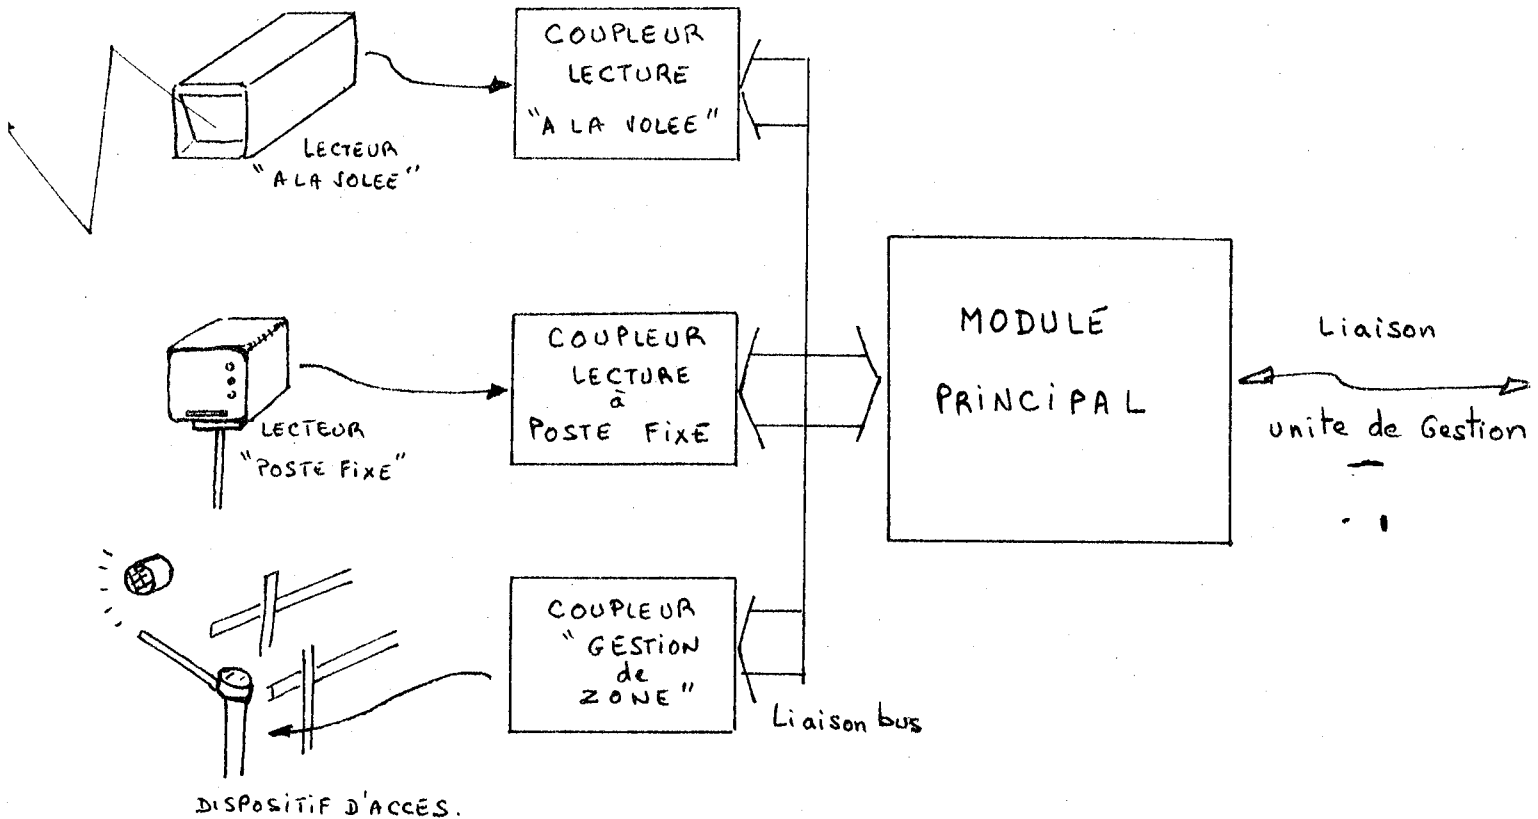 COUPLEUR
LECTURE
"A LA VOLEE"
LECTEUR
"A LA VOLEE"
COUPLEUR
LECTURE
à
POSTE FIXE
LECTEUR
"POSTE FIXE"
MODULE
PRINCIPAL
Liaison
unite de Gestion
COUPLEUR
"GESTION
de
ZONE"
Liaison bus
DISPOSITIF D'ACCES.